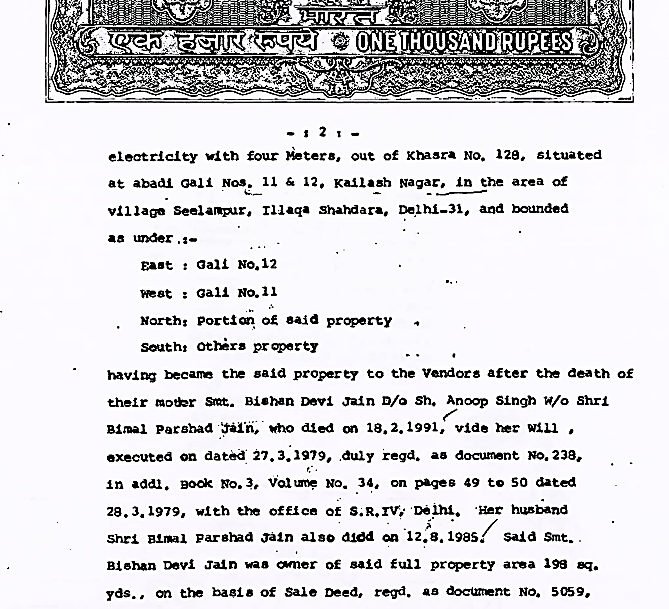 भारत
एक हजार रुपये ONE THOUSAND RUPEES
- : 2 : -
electricity with four Meters, out of Khasra No. 128, situated
at abadi Gali Nos. 11 & 12, Kailash Nagar, in the area of
village Seelampur, Illaqa Shahdara, Delhi-31, and bounded
as under :-
East : Gali No.12
West : Gali No.11
North: Portion of said property
South: Others property
having became the said property to the Vendors after the death of
their moter Smt. Bishan Devi Jain D/o Sh. Anoop Singh W/o Shri
Bimal Parshad Jain, who died on 18.2.1991, vide her Will ,
executed on dated 27.3.1979, duly regd. as document No.238,
in addl. Book No.3, Volume No. 34, on pages 49 to 50 dated
28.3.1979, with the office of S.R.IV, Delhi. Her husband
Shri Bimal Parshad Jain also didd on 12.8.1985. Said Smt.
Bishan Devi Jain was owner of said full property area 198 sq.
yds., on the basis of Sale Deed, regd. as document No. 5059,